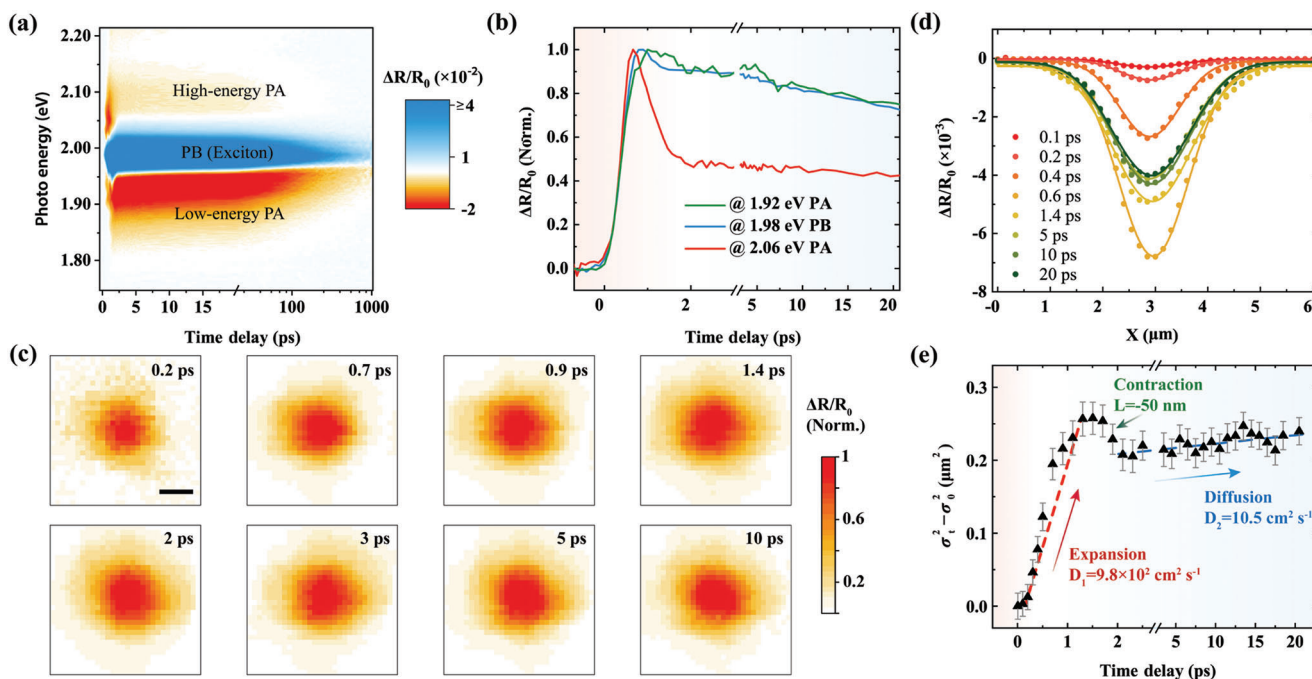 (a)
2.20
2.10
2.00
1.90
1.80
Photo energy (eV)
High-energy PA
PB (Exciton)
Low-energy PA
0 5 10 15 100 1000
Time delay (ps)
ΔR/R₀ (×10⁻²)
≥4
1
-2
(b)
1.0
0.8
0.6
0.4
0.2
0.0
ΔR/R₀ (Norm.)
@ 1.92 eV PA
@ 1.98 eV PB
@ 2.06 eV PA
0 2 5 10 15 20
Time delay (ps)
(d)
0
-2
-4
-6
-8
ΔR/R₀ (×10⁻³)
0.1 ps
0.2 ps
0.4 ps
0.6 ps
1.4 ps
5 ps
10 ps
20 ps
0 1 2 3 4 5 6
X (μm)
(c)
0.2 ps
0.7 ps
0.9 ps
1.4 ps
2 ps
3 ps
5 ps
10 ps
ΔR/R₀
(Norm.)
1
0.6
0.2
(e)
0.3
0.2
0.1
0.0
σ²ₜ − σ²₀ (μm²)
Contraction
L=-50 nm
Diffusion
D₂=10.5 cm² s⁻¹
Expansion
D₁=9.8×10² cm² s⁻¹
0 1 2 5 10 15 20
Time delay (ps)